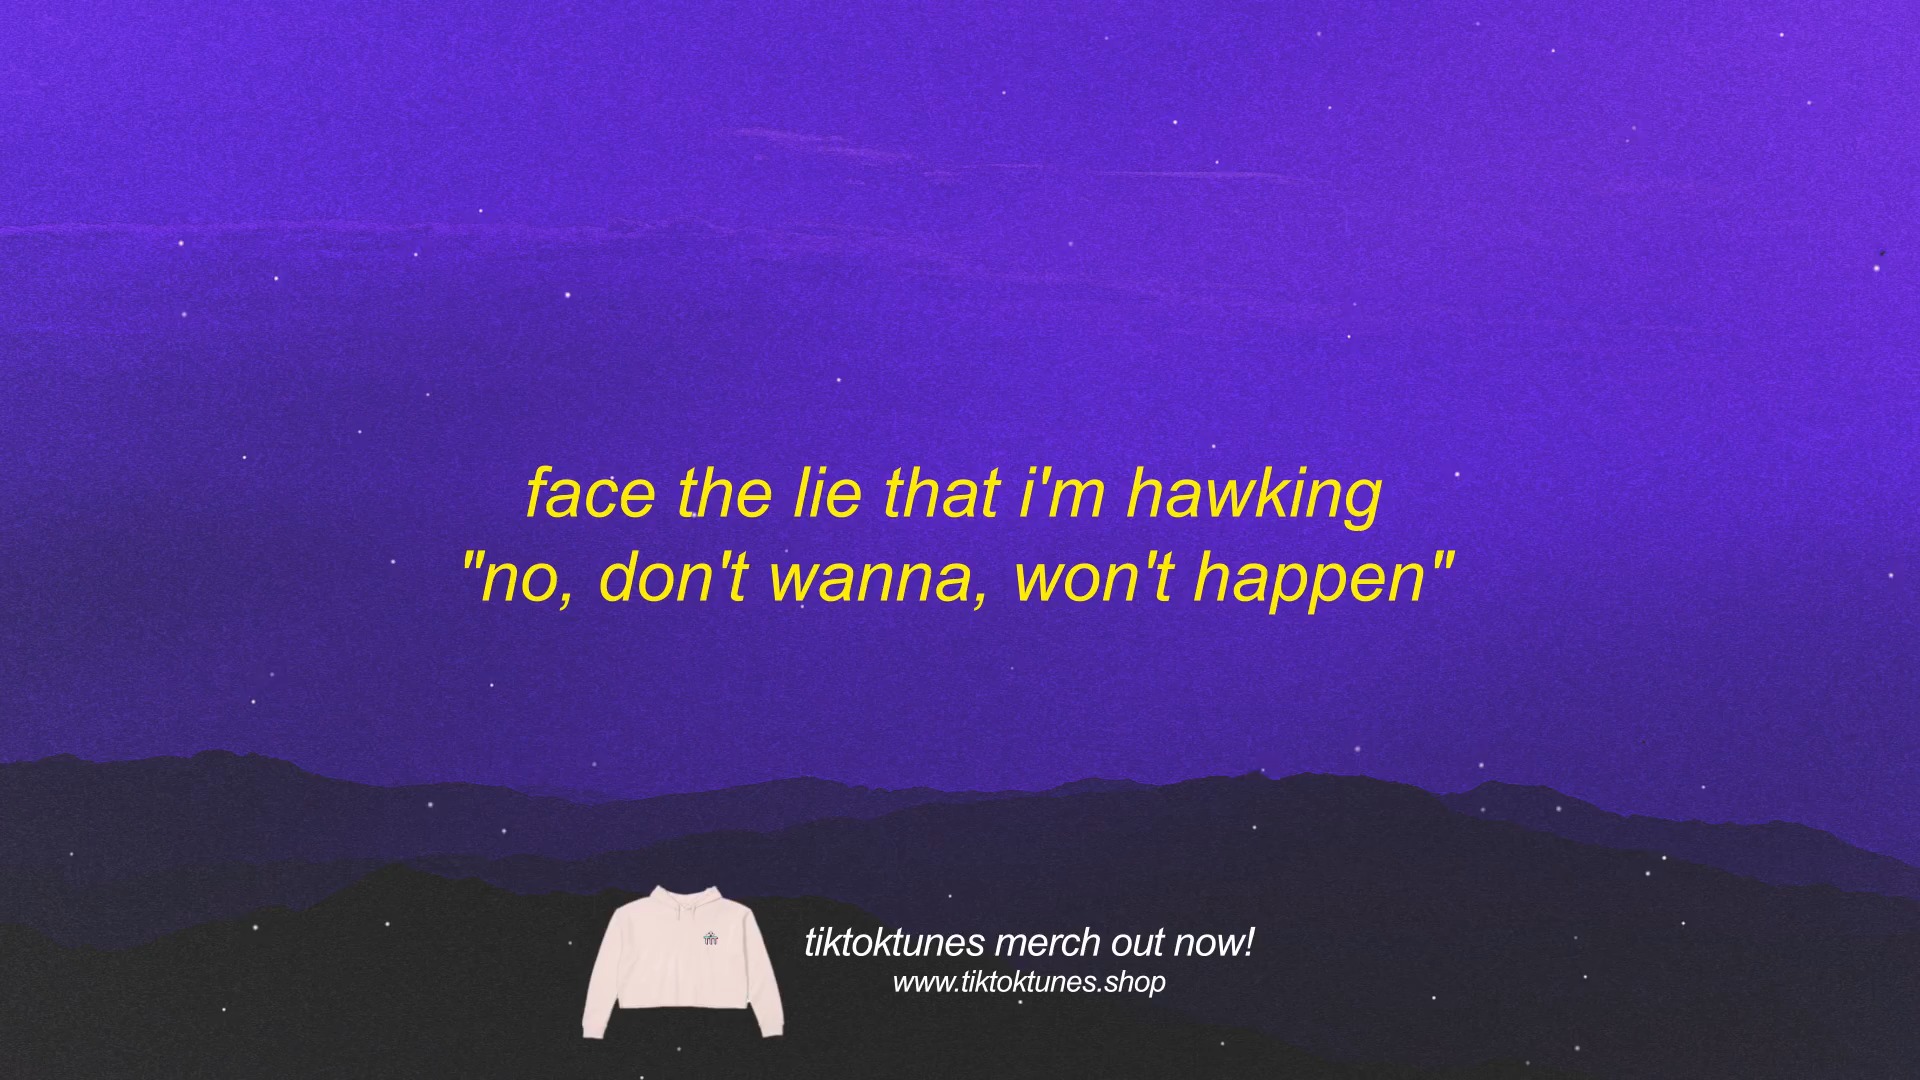 face the lie that i'm hawking
"no, don't wanna, won't happen"
tiktoktunes merch out now!
www.tiktoktunes.shop